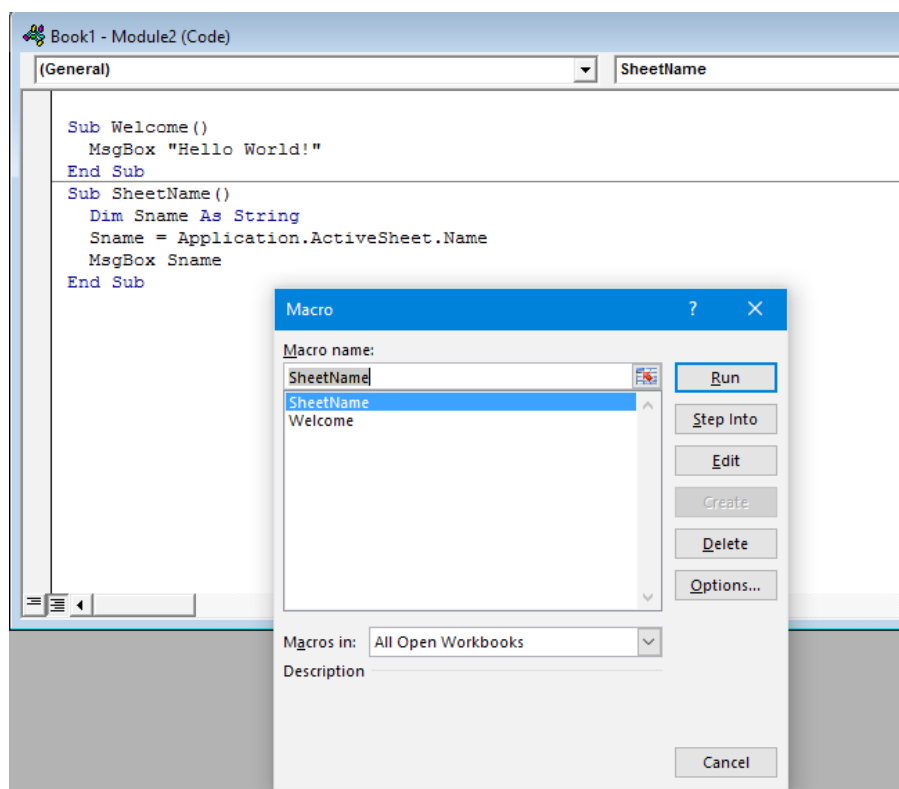 Book1 - Module2 (Code)
(General) SheetName
Sub Welcome()
MsgBox "Hello World!"
End Sub
Sub SheetName()
Dim Sname As String
Sname = Application.ActiveSheet.Name
MsgBox Sname
End Sub
Macro ?
Macro name:
SheetName
Run
SheetName
Welcome
Step Into
Edit
Create
Delete
Options...
Macros in: All Open Workbooks
Description
Cancel